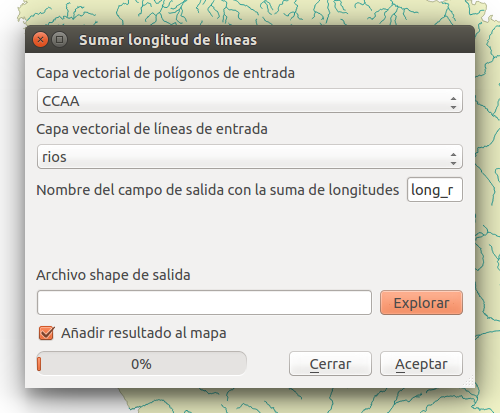 Sumar longitud de líneas
Capa vectorial de polígonos de entrada
CCAA
Capa vectorial de líneas de entrada
rios
Nombre del campo de salida con la suma de longitudes long_r
Archivo shape de salida
Explorar
Añadir resultado al mapa
0% Cerrar Aceptar